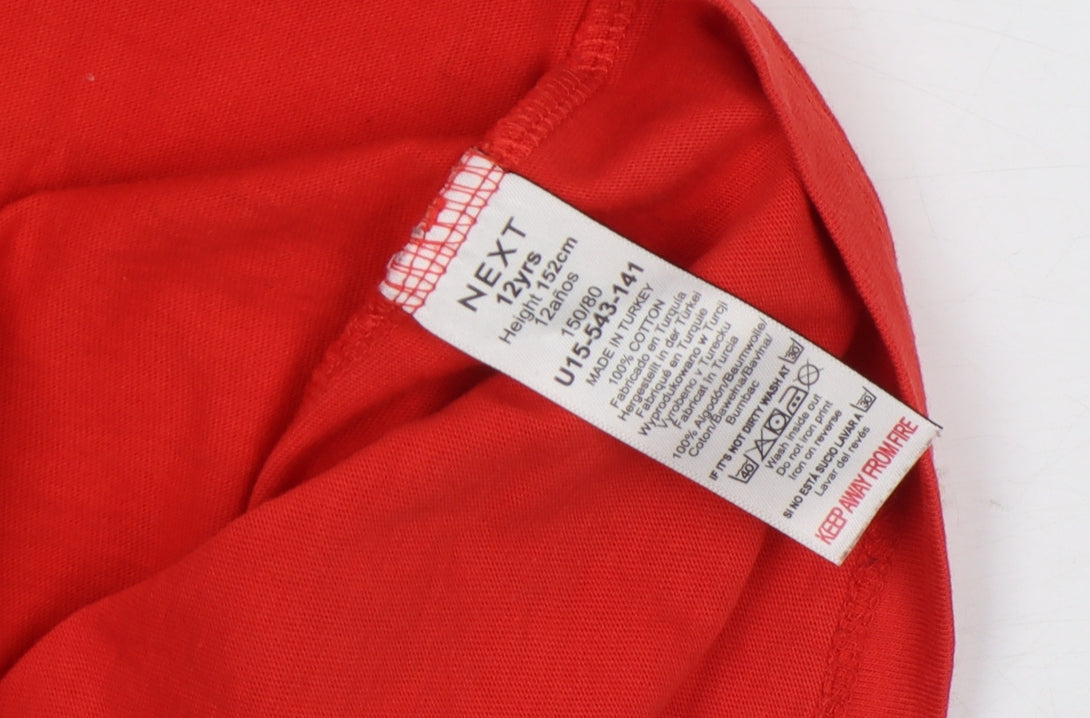 NEXT
12yrs
Height 152cm
12años
150/80
U15-543-141
MADE IN TURKEY
100% COTTON
Fabricado en Turquía
Hergestellt in der Türkei
Fabriqué en Turquie
Wyprodukowano w Turcji
Vyrobeno v Turecku
Fabricat în Turcia
100% Algodón/Baumwolle/
Coton/Bawełna/Bavlna/
Bumbac
IF IT'S NOT DIRTY WASH AT 30
40
Wash inside out
Do not iron print
Iron on reverse
SI NO ESTÁ SUCIO LAVAR A 30
Lavar del revés
KEEP AWAY FROM FIRE